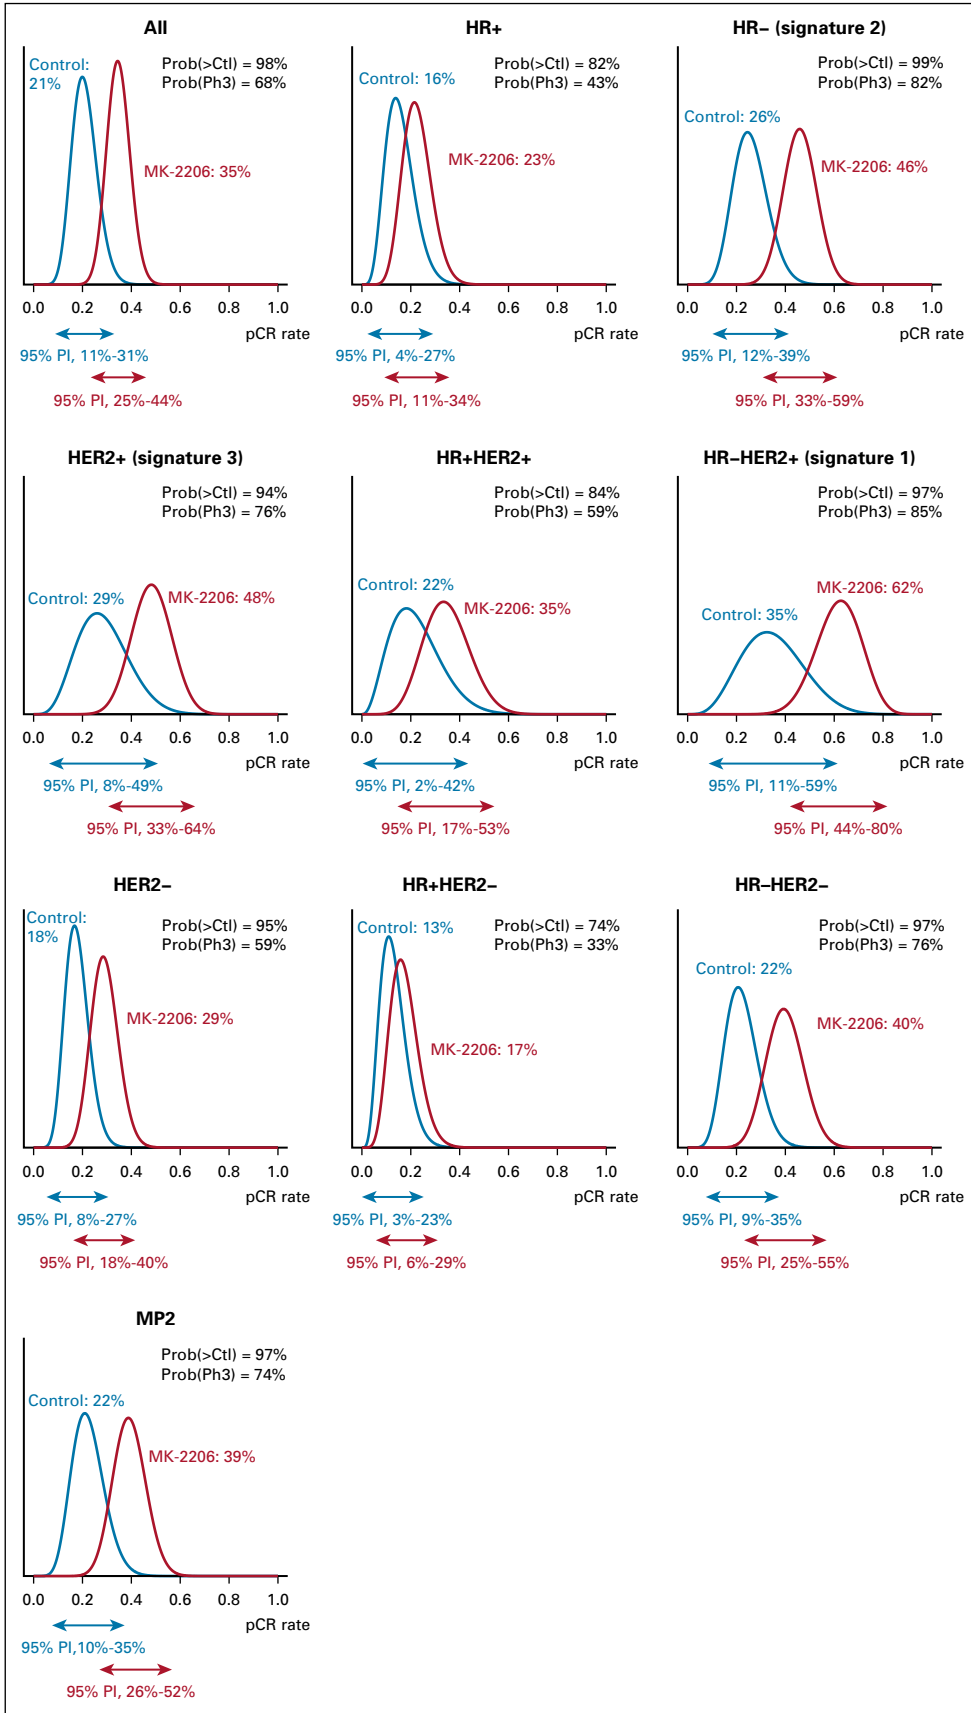 All
Control:
21%
Prob(>Ctl) = 98%
Prob(Ph3) = 68%
MK-2206: 35%
0.0 0.2 0.4 0.6 0.8 1.0
pCR rate
95% PI, 11%-31%
95% PI, 25%-44%
HR+
Control: 16%
Prob(>Ctl) = 82%
Prob(Ph3) = 43%
MK-2206: 23%
0.0 0.2 0.4 0.6 0.8 1.0
pCR rate
95% PI, 4%-27%
95% PI, 11%-34%
HR– (signature 2)
Prob(>Ctl) = 99%
Prob(Ph3) = 82%
Control: 26%
MK-2206: 46%
0.0 0.2 0.4 0.6 0.8 1.0
pCR rate
95% PI, 12%-39%
95% PI, 33%-59%
HER2+ (signature 3)
Prob(>Ctl) = 94%
Prob(Ph3) = 76%
Control: 29%
MK-2206: 48%
0.0 0.2 0.4 0.6 0.8 1.0
pCR rate
95% PI, 8%-49%
95% PI, 33%-64%
HR+HER2+
Prob(>Ctl) = 84%
Prob(Ph3) = 59%
Control: 22%
MK-2206: 35%
0.0 0.2 0.4 0.6 0.8 1.0
pCR rate
95% PI, 2%-42%
95% PI, 17%-53%
HR–HER2+ (signature 1)
Prob(>Ctl) = 97%
Prob(Ph3) = 85%
MK-2206: 62%
Control: 35%
0.0 0.2 0.4 0.6 0.8 1.0
pCR rate
95% PI, 11%-59%
95% PI, 44%-80%
HER2–
Control:
18%
Prob(>Ctl) = 95%
Prob(Ph3) = 59%
MK-2206: 29%
0.0 0.2 0.4 0.6 0.8 1.0
pCR rate
95% PI, 8%-27%
95% PI, 18%-40%
HR+HER2–
Control: 13%
Prob(>Ctl) = 74%
Prob(Ph3) = 33%
MK-2206: 17%
0.0 0.2 0.4 0.6 0.8 1.0
pCR rate
95% PI, 3%-23%
95% PI, 6%-29%
HR–HER2–
Prob(>Ctl) = 97%
Prob(Ph3) = 76%
Control: 22%
MK-2206: 40%
0.0 0.2 0.4 0.6 0.8 1.0
pCR rate
95% PI, 9%-35%
95% PI, 25%-55%
MP2
Prob(>Ctl) = 97%
Prob(Ph3) = 74%
Control: 22%
MK-2206: 39%
0.0 0.2 0.4 0.6 0.8 1.0
pCR rate
95% PI,10%-35%
95% PI, 26%-52%